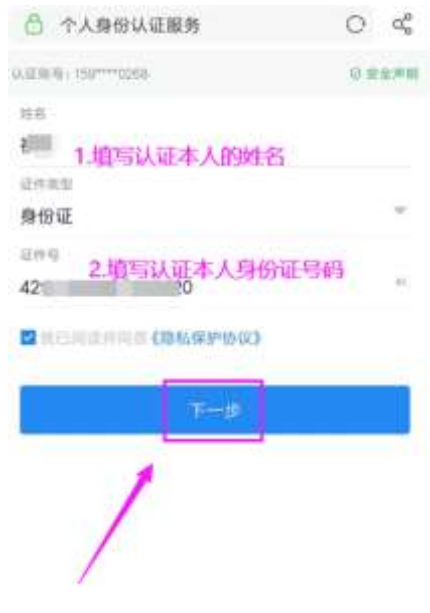 个人身份认证服务
认证账号：159****0268
安全声明
姓名
1.填写认证本人的姓名
证件类型
身份证
证件号
2.填写认证本人身份证号码
42
20
我已阅读并同意《隐私保护协议》
下一步